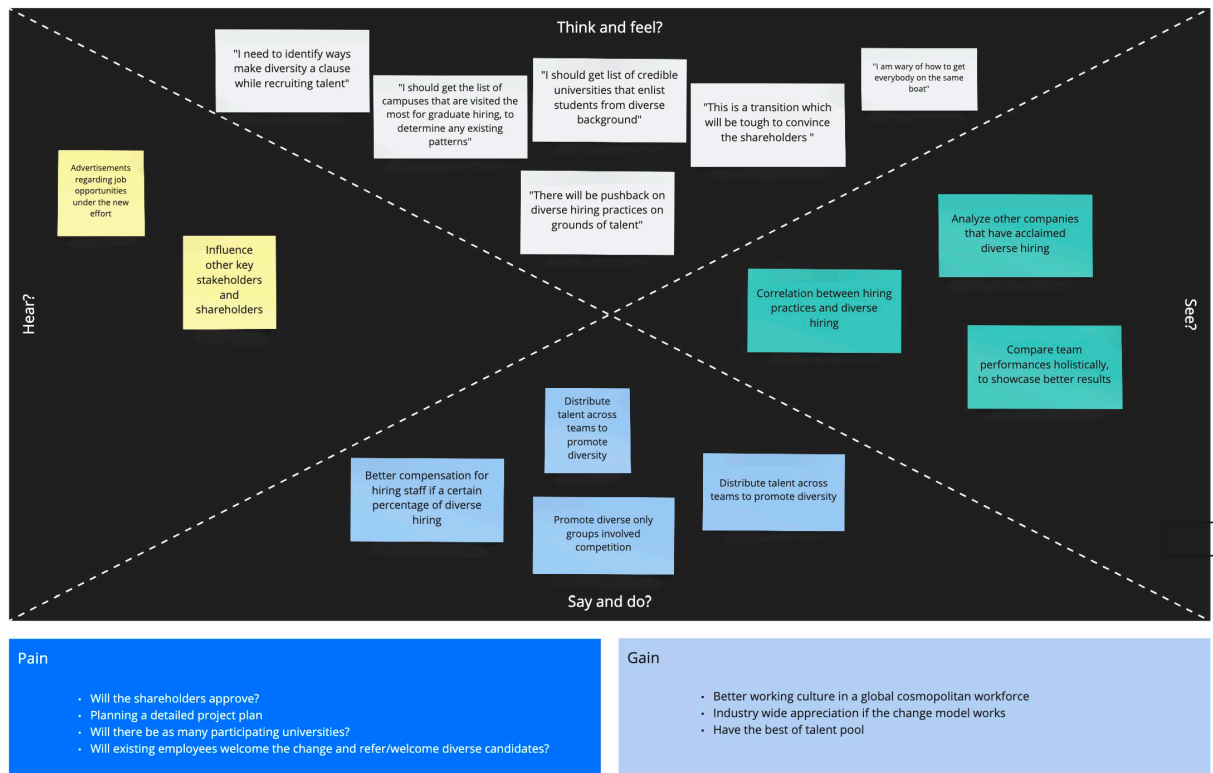 Think and feel?
"I need to identify ways
make diversity a clause
while recruiting talent"
"I should get the list of
campuses that are visited the
most for graduate hiring, to
determine any existing
patterns"
"I should get list of credible
universities that enlist
students from diverse
background"
"This is a transition which
will be tough to convince
the shareholders "
"I am wary of how to get
everybody on the same
boat"
"There will be pushback on
diverse hiring practices on
grounds of talent"
Hear?
Advertisements
regarding job
opportunities
under the new
effort
Influence
other key
stakeholders
and
shareholders
See?
Analyze other companies
that have acclaimed
diverse hiring
Correlation between hiring
practices and diverse
hiring
Compare team
performances holistically,
to showcase better results
Distribute
talent across
teams to
promote
diversity
Better compensation for
hiring staff if a certain
percentage of diverse
hiring
Promote diverse only
groups involved
competition
Distribute talent across
teams to promote diversity
Say and do?
Pain
• Will the shareholders approve?
• Planning a detailed project plan
• Will there be as many participating universities?
• Will existing employees welcome the change and refer/welcome diverse candidates?
Gain
• Better working culture in a global cosmopolitan workforce
• Industry wide appreciation if the change model works
• Have the best of talent pool